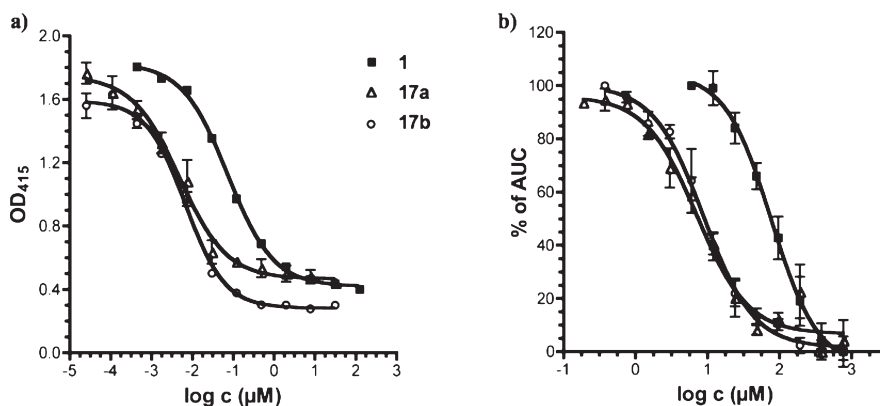 a)
OD415
2.0
1.6
1.2
0.8
0.4
0.0
-5 -4 -3 -2 -1 0 1 2 3
log c (µM)
1
17a
17b
b)
% of AUC
120
100
80
60
40
20
0
-1 0 1 2 3
log c (µM)